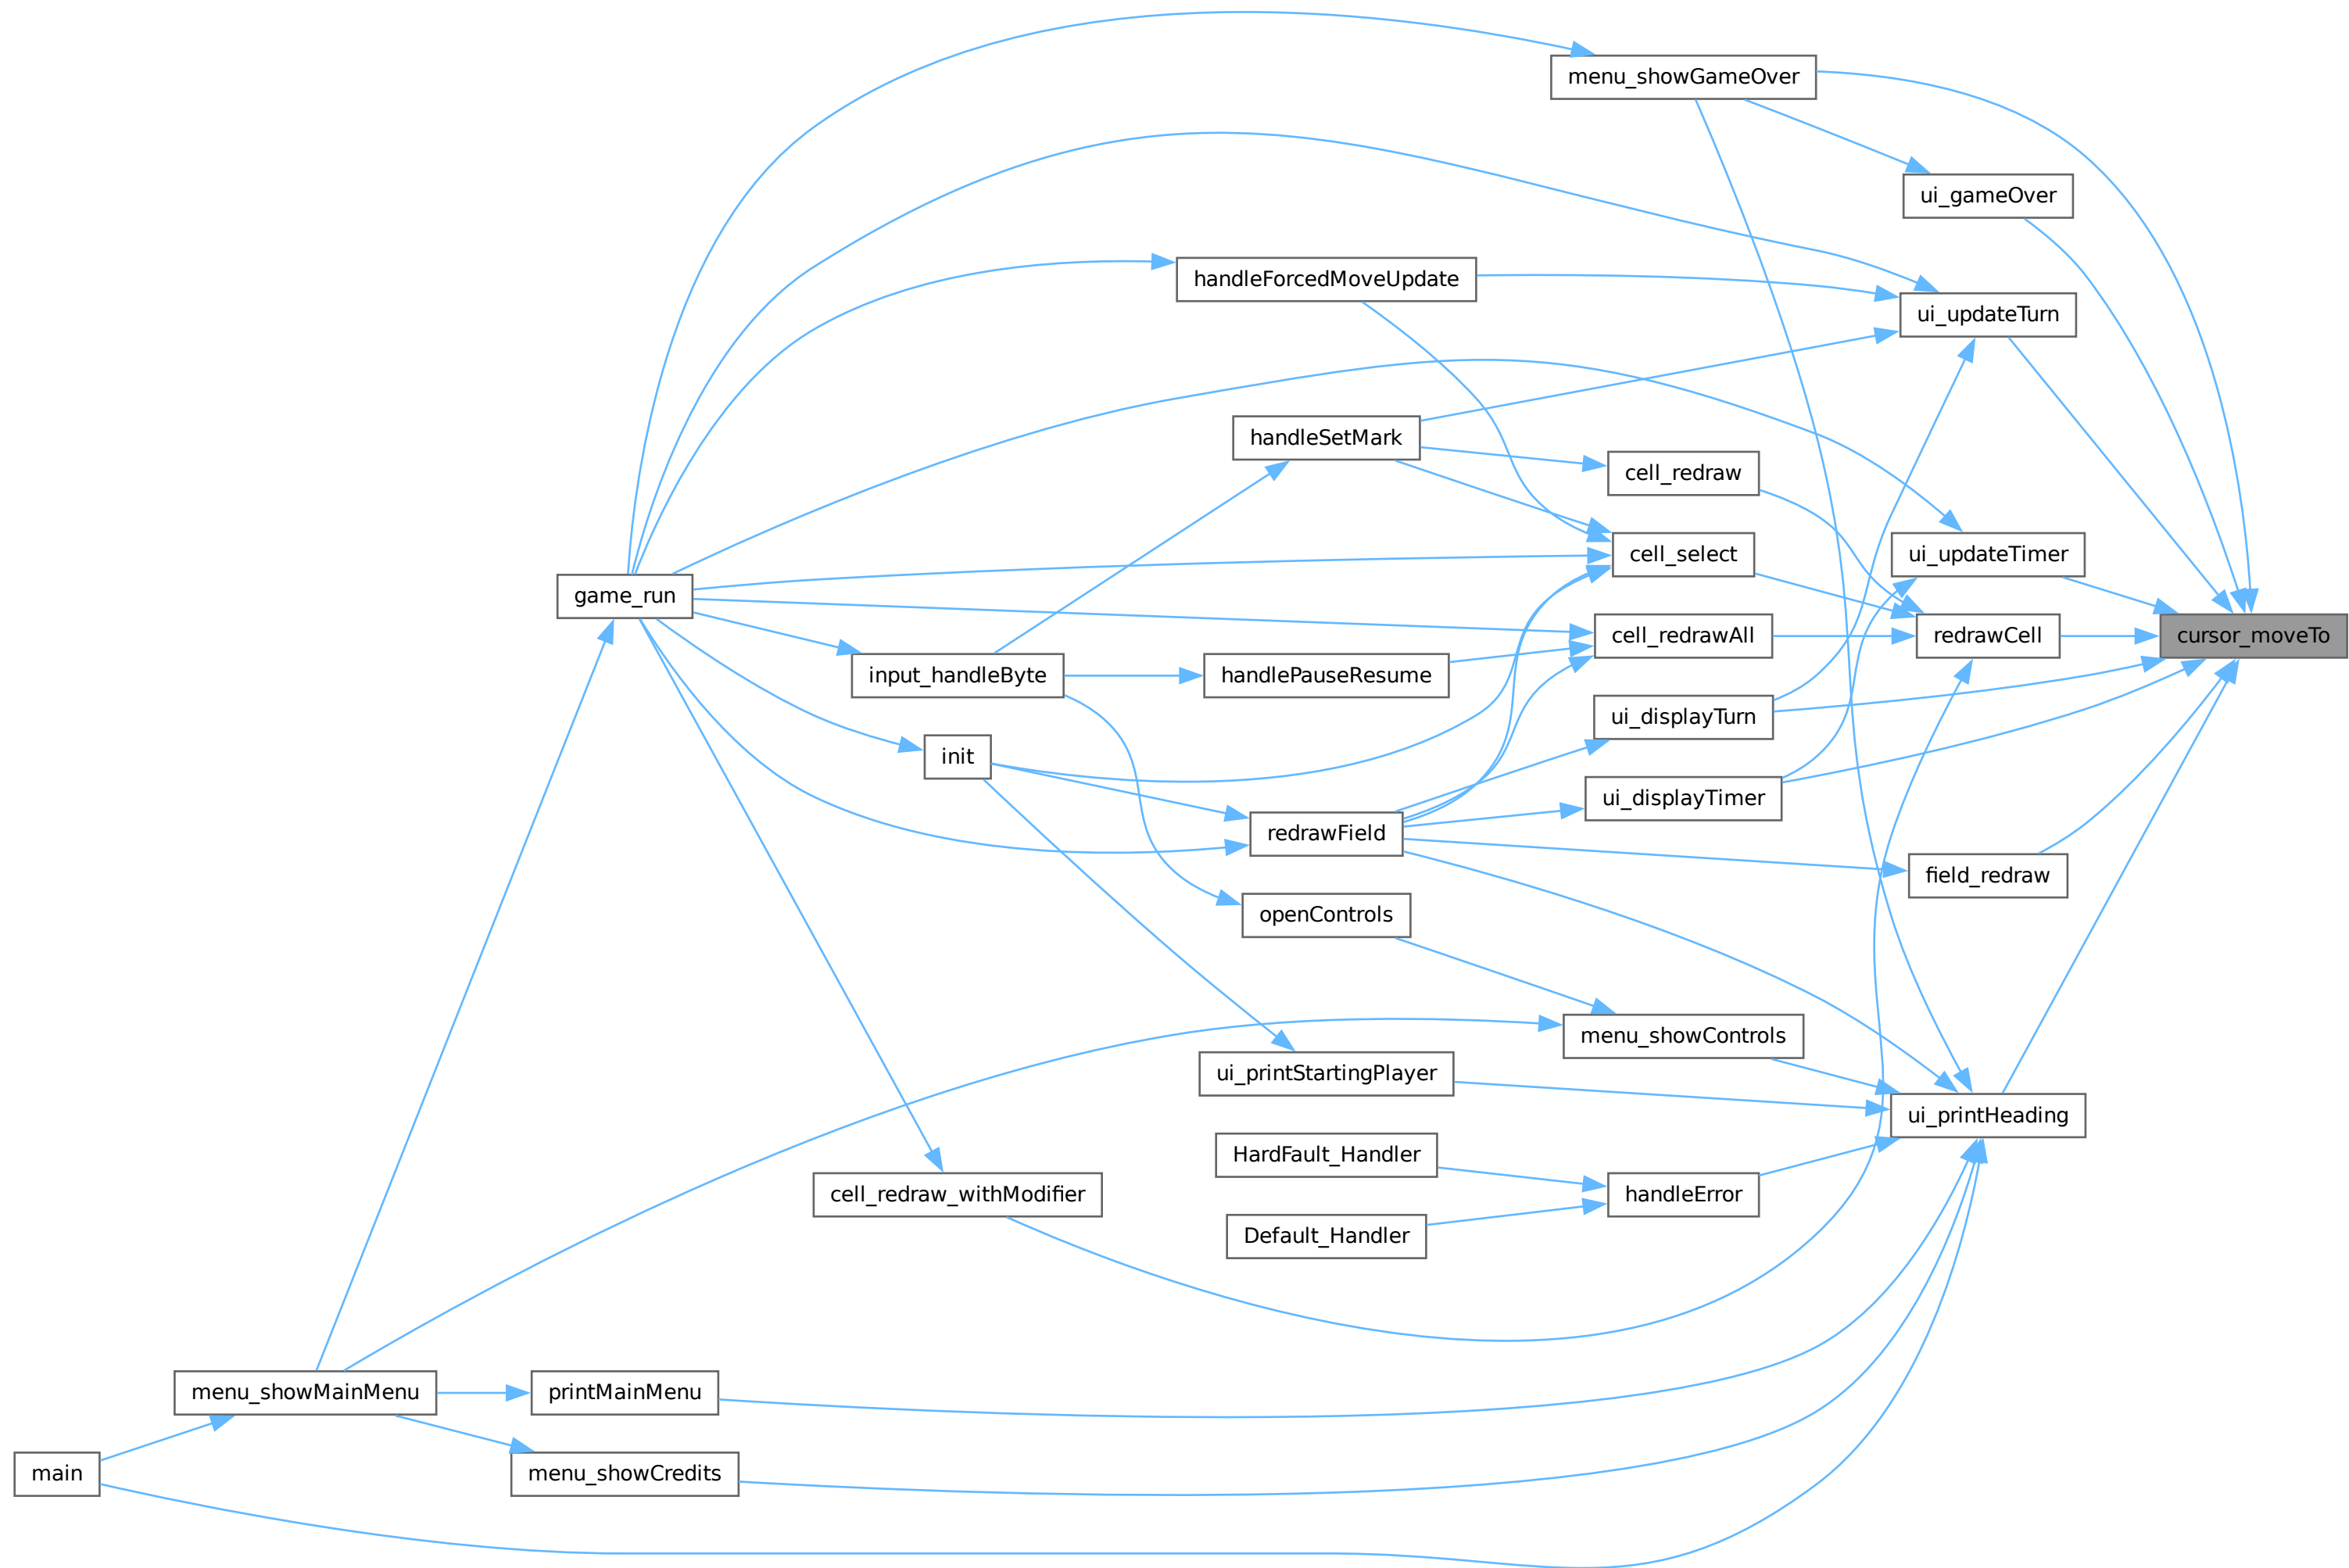 menu_showGameOver
ui_gameOver
handleForcedMoveUpdate
ui_updateTurn
handleSetMark
cell_redraw
cell_select
ui_updateTimer
game_run
cell_redrawAll
redrawCell
cursor_moveTo
input_handleByte
handlePauseResume
ui_displayTurn
init
ui_displayTimer
redrawField
field_redraw
openControls
menu_showControls
ui_printStartingPlayer
ui_printHeading
HardFault_Handler
cell_redraw_withModifier
handleError
Default_Handler
menu_showMainMenu
printMainMenu
main
menu_showCredits